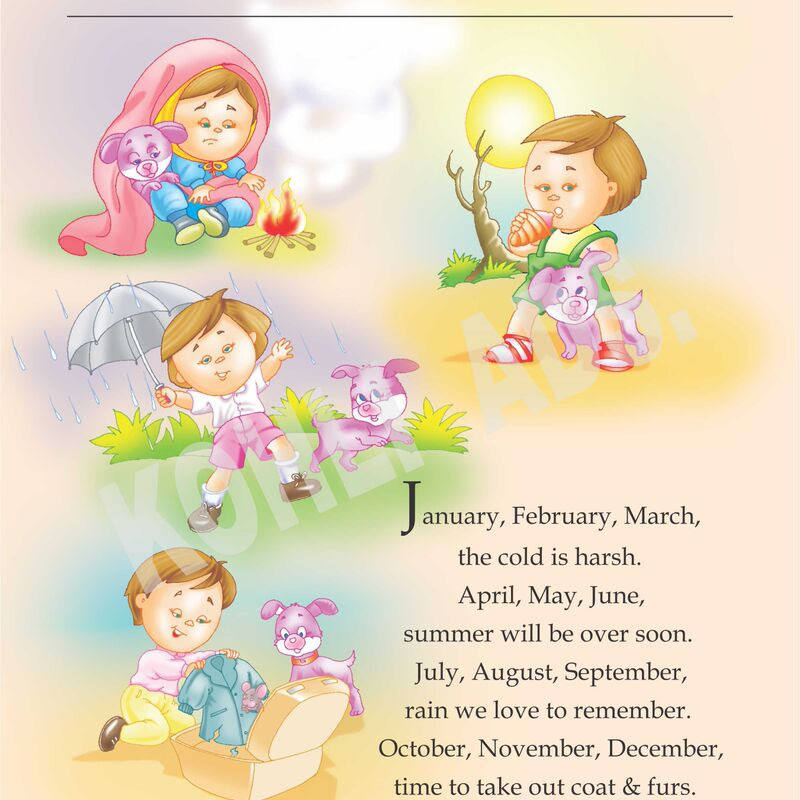 January, February, March,
the cold is harsh.
April, May, June,
summer will be over soon.
July, August, September,
rain we love to remember.
October, November, December,
time to take out coat & furs.
KOHLI ADS.